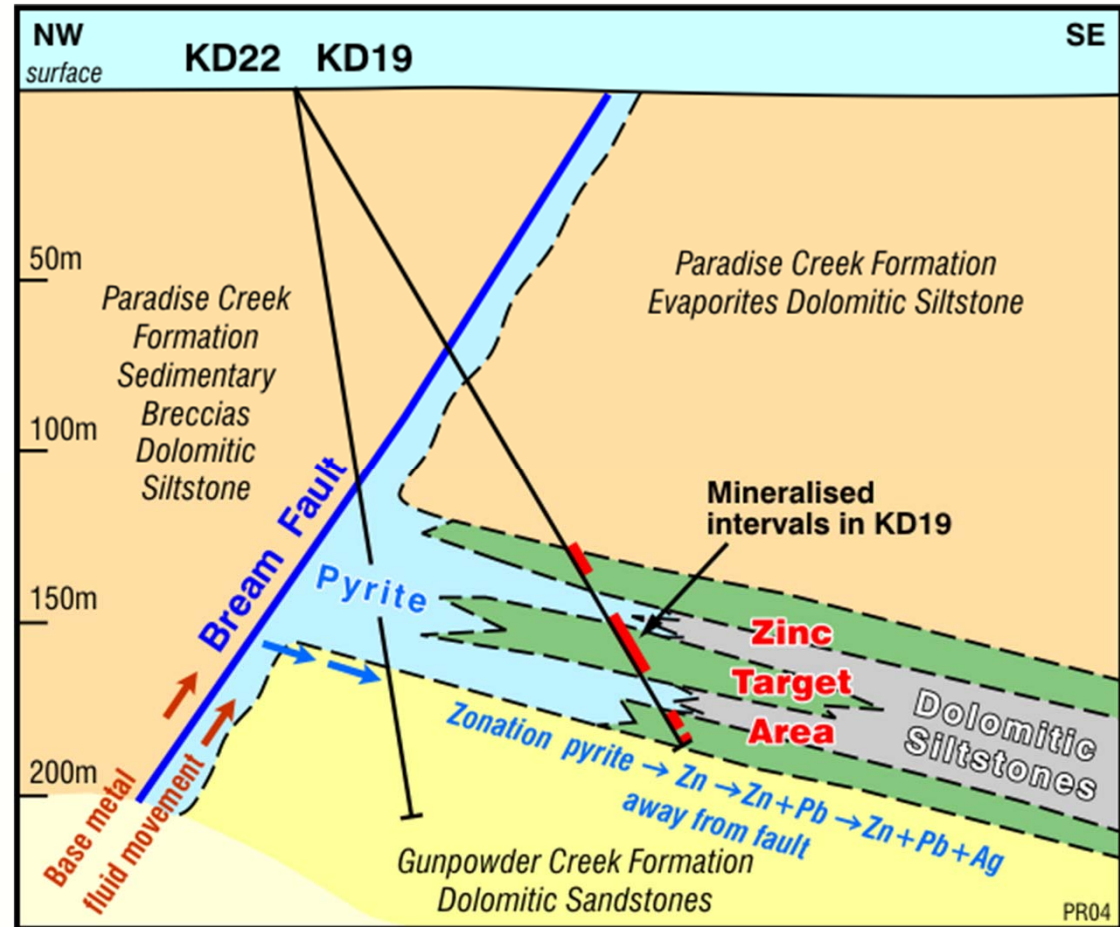 NW
SE
surface
KD22 KD19
50m
100m
150m
200m
Paradise Creek
Formation
Sedimentary
Breccias
Dolomitic
Siltstone
Paradise Creek Formation
Evaporites Dolomitic Siltstone
Bream Fault
Pyrite
Mineralised
intervals in KD19
Zinc
Target
Area
Dolomitic
Siltstones
Zonation pyrite → Zn → Zn+Pb → Zn+Pb+Ag
away from fault
Base metal
fluid movement
Gunpowder Creek Formation
Dolomitic Sandstones
PR04